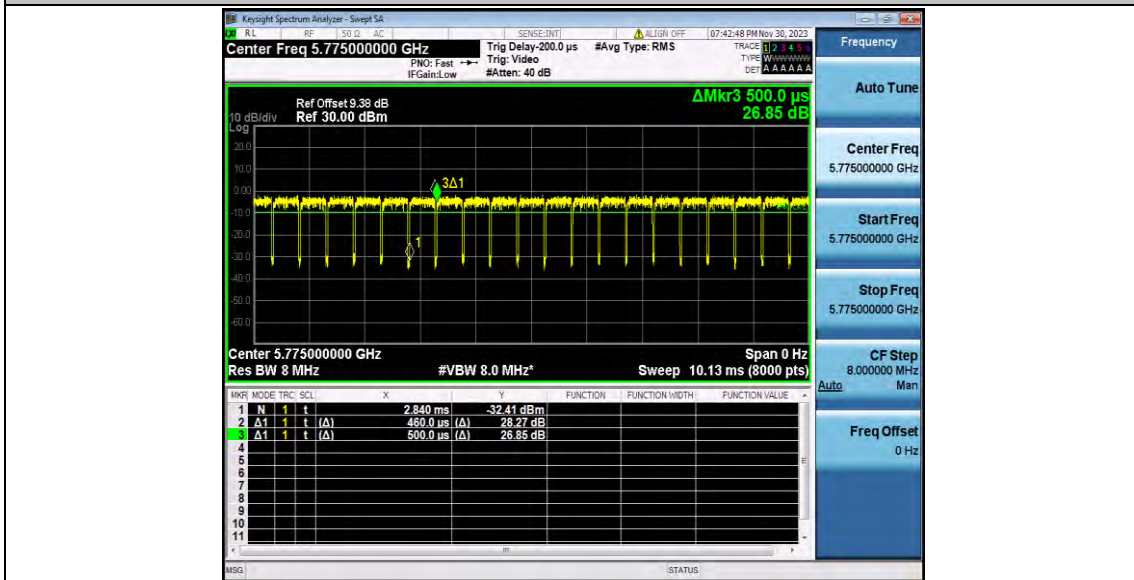 Keysight Spectrum Analyzer - Swept SA
RL RF 50 Ω AC SENSE:INT ALIGN OFF 07:42:48 PM Nov 30, 2023
Center Freq 5.775000000 GHz
PNO: Fast
IFGain:Low
Trig Delay-200.0 µs
Trig: Video
#Atten: 40 dB
#Avg Type: RMS
TRACE 1 2 3 4 5 6
TYPE WWWWWW
DET A A A A A A
Frequency
Auto Tune
Center Freq
5.775000000 GHz
Start Freq
5.775000000 GHz
Stop Freq
5.775000000 GHz
CF Step
8.000000 MHz
Auto Man
Freq Offset
0 Hz
ΔMkr3 500.0 µs
26.85 dB
Ref Offset 9.38 dB
10 dB/div Ref 30.00 dBm
Log
20.0
10.0
0.00
-10.0
-20.0
-30.0
-40.0
-50.0
-60.0
3Δ1
1
Center 5.775000000 GHz Span 0 Hz
Res BW 8 MHz #VBW 8.0 MHz* Sweep 10.13 ms (8000 pts)
MKR MODE TRC SCL X Y FUNCTION FUNCTION WIDTH FUNCTION VALUE
1 N 1 t 2.840 ms -32.41 dBm
2 Δ1 1 t (Δ) 460.0 µs (Δ) 28.27 dB
3 Δ1 1 t (Δ) 500.0 µs (Δ) 26.85 dB
4
5
6
7
8
9
10
11
MSG STATUS